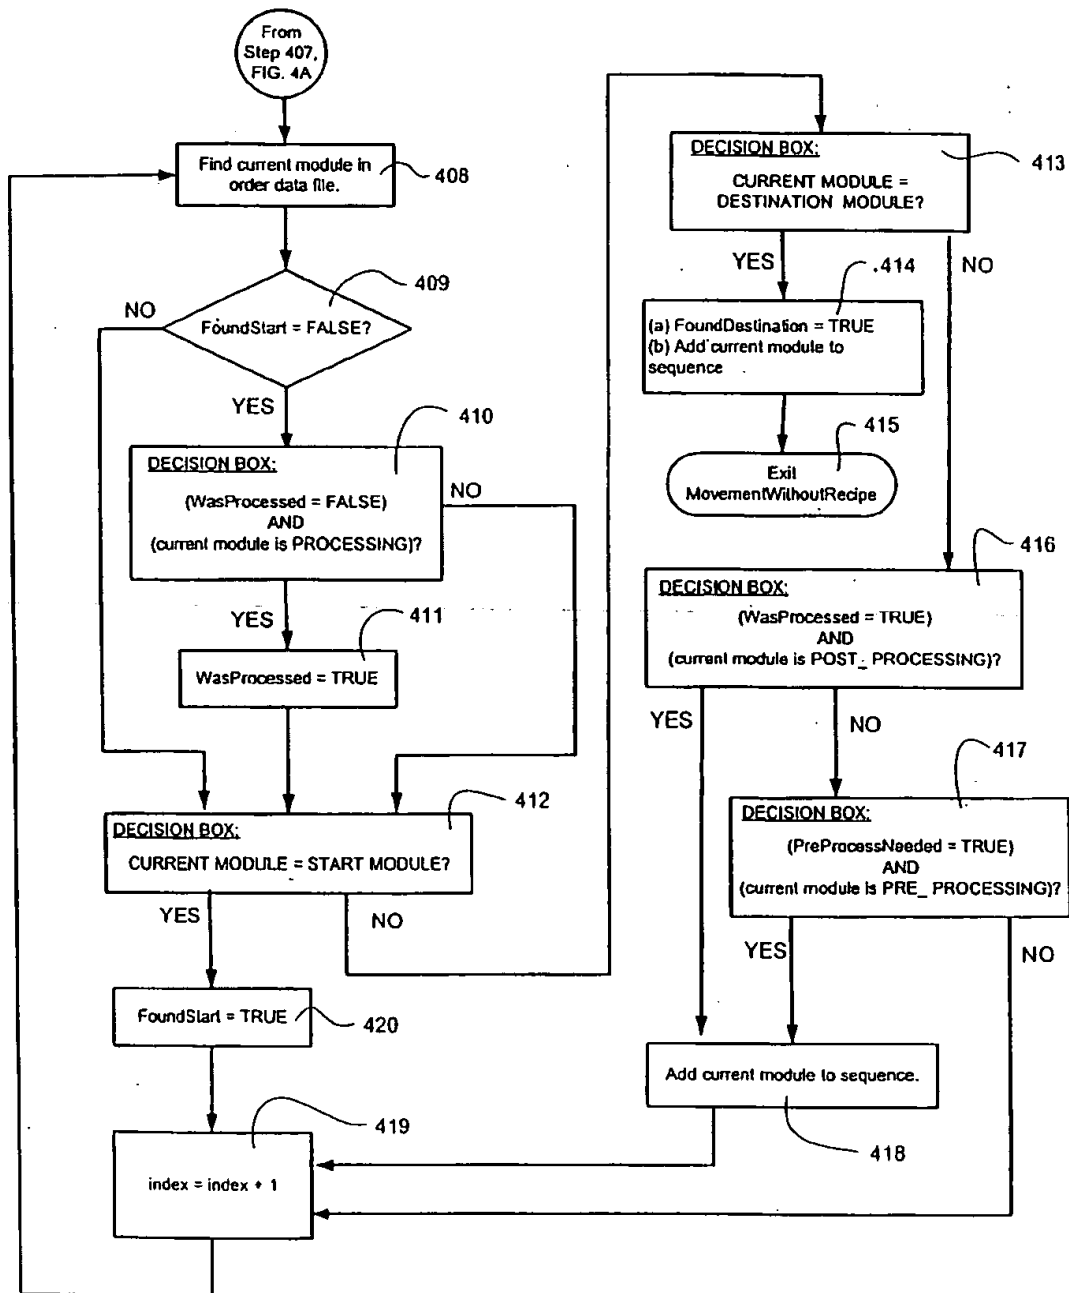 From
Step 407,
FIG. 4A
Find current module in
order data file.
408
409
NO
FoundStart = FALSE?
YES
410
DECISION BOX:
(WasProcessed = FALSE)
AND
(current module is PROCESSING)?
NO
YES
411
WasProcessed = TRUE
412
DECISION BOX:
CURRENT MODULE = START MODULE?
YES
NO
FoundStart = TRUE
420
419
index = index + 1
DECISION BOX:
CURRENT MODULE =
DESTINATION MODULE?
413
YES
NO
.414
(a) FoundDestination = TRUE
(b) Add current module to
sequence
415
Exit
MovementWithoutRecipe
416
DECISION BOX:
(WasProcessed = TRUE)
AND
(current module is POST_ PROCESSING)?
YES
NO
417
DECISION BOX:
(PreProcessNeeded = TRUE)
AND
(current module is PRE_ PROCESSING)?
YES
NO
Add current module to sequence.
418